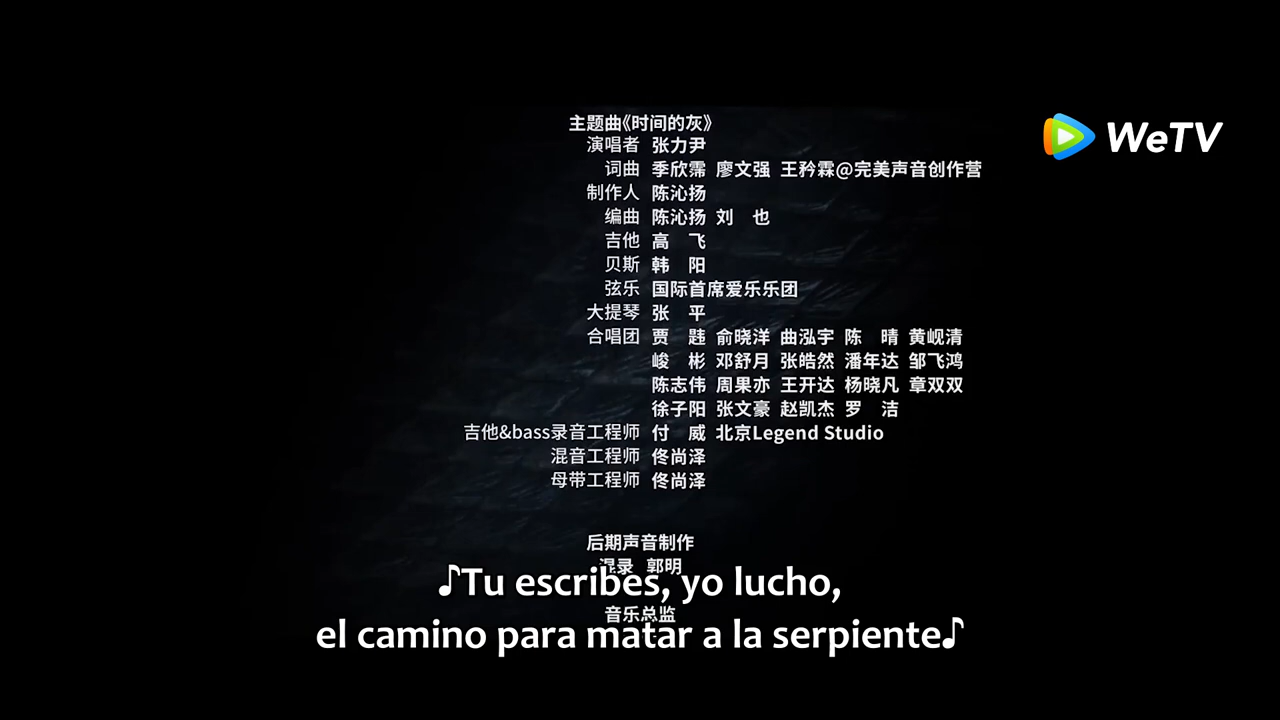 主题曲《时间的灰》
WeTV
演唱者 张力尹
词曲 季欣霈 廖文强 王矜霖@完美声音创作营
制作人 陈沁扬
编曲 陈沁扬 刘 也
吉他 高 飞
贝斯 韩 阳
弦乐 国际首席爱乐乐团
大提琴 张 平
合唱团 贾 韪 俞晓洋 曲泓宇 陈 晴 黄岘清
峻 彬 邓舒月 张皓然 潘年达 邹飞鸿
陈志伟 周果亦 王开达 杨晓凡 章双双
徐子阳 张文豪 赵凯杰 罗 洁
吉他&bass录音工程师 付 威 北京Legend Studio
混音工程师 佟尚泽
母带工程师 佟尚泽
后期声音制作
混录 郭明
♪Tu escribes, yo lucho,
音乐总监
el camino para matar a la serpiente♪